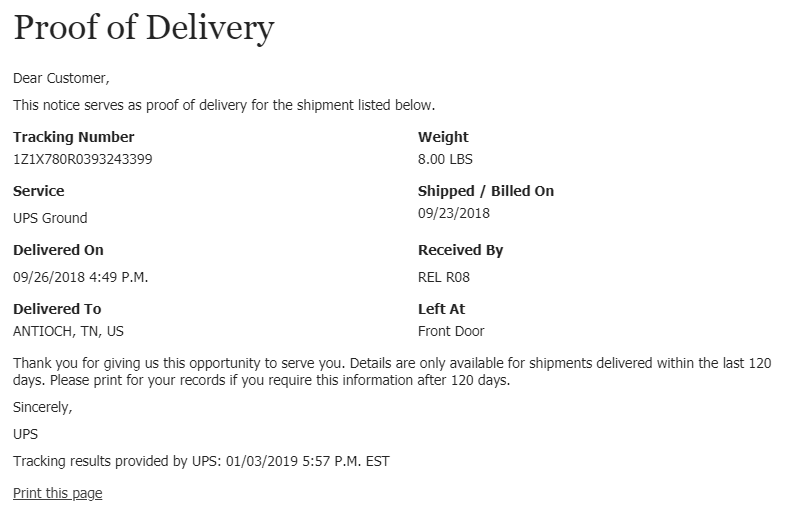 Proof of Delivery
Dear Customer,
This notice serves as proof of delivery for the shipment listed below.
Tracking Number
1Z1X780R0393243399
Weight
8.00 LBS
Service
UPS Ground
Shipped / Billed On
09/23/2018
Delivered On
09/26/2018 4:49 P.M.
Received By
REL R08
Delivered To
ANTIOCH, TN, US
Left At
Front Door
Thank you for giving us this opportunity to serve you. Details are only available for shipments delivered within the last 120
days. Please print for your records if you require this information after 120 days.
Sincerely,
UPS
Tracking results provided by UPS: 01/03/2019 5:57 P.M. EST
Print this page